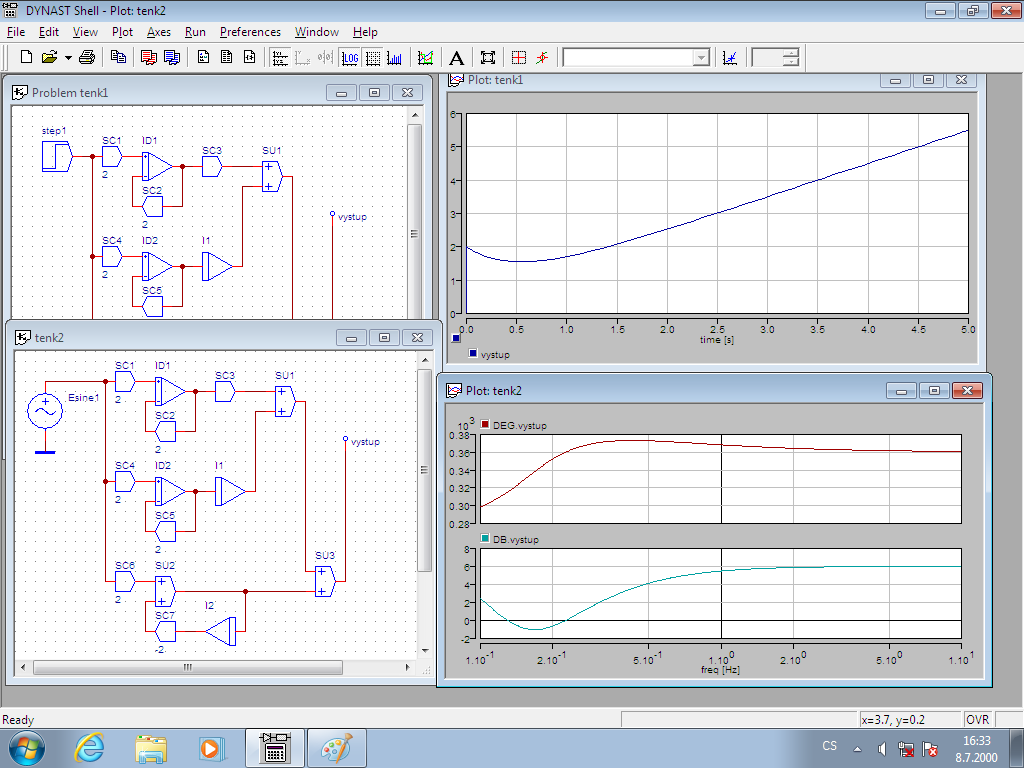 DYNAST Shell - Plot: tenk2
File Edit View Plot Axes Run Preferences Window Help
LOG
A
Problem tenk1
step1
SC1 ID1
SC3
SU1
2
SC2
2
vystup
SC4 ID2
I1
2
SC5
2
Plot: tenk1
6
5
4
3
2
1
0
0.0 0.5 1.0 1.5 2.0 2.5 3.0 3.5 4.0 4.5 5.0
time [s]
vystup
tenk2
SC1 ID1
SC3
SU1
Esine1
2
SC2
2
vystup
SC4 ID2
I1
2
SC5
2
SU3
SC6 SU2
2
I2
SC7
-2
Plot: tenk2
10^3
DEG.vystup
0.38
0.36
0.34
0.32
0.30
0.28
DB.vystup
8
6
4
2
0
-2
1.10^-1 2.10^-1 5.10^-1 1.10^0 2.10^0 5.10^0 1.10^1
freq [Hz]
Ready
x=3.7, y=0.2
OVR
CS
16:33
8.7.2000